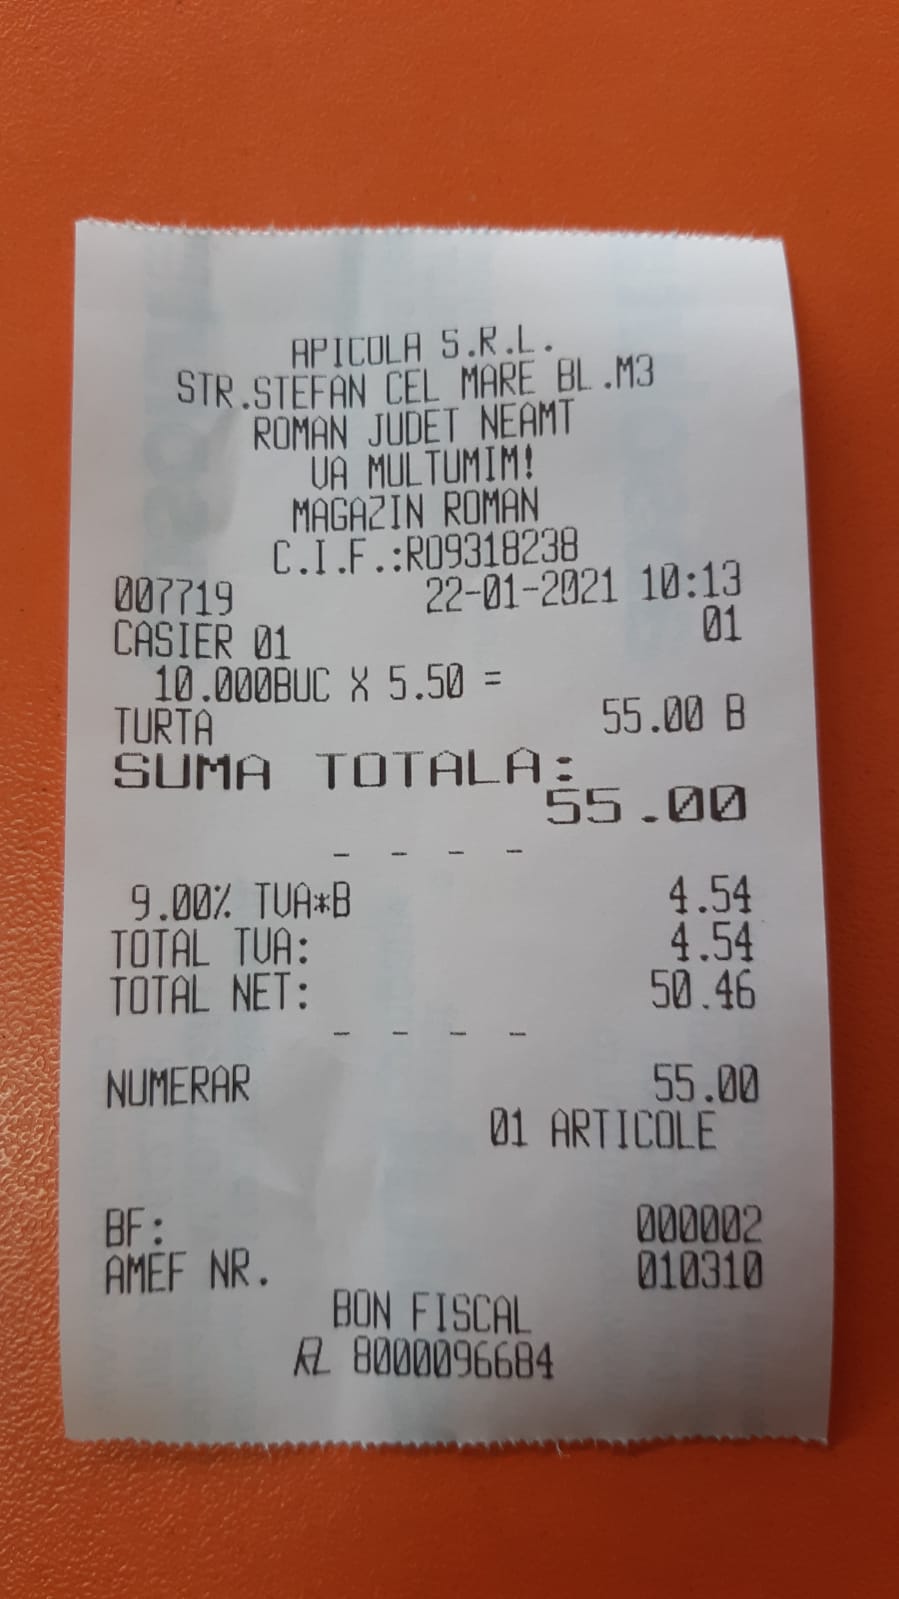 APICOLA S.R.L.
STR.STEFAN CEL MARE BL.M3
ROMAN JUDET NEAMT
VA MULTUMIM!
MAGAZIN ROMAN
C.I.F.:RO9318238
007719 22-01-2021 10:13
CASIER 01 01
10.000BUC X 5.50 =
TURTA 55.00 B
SUMA TOTALA:
55.00
- - - -
9.00% TVA*B 4.54
TOTAL TVA: 4.54
TOTAL NET: 50.46
- - - -
NUMERAR 55.00
01 ARTICOLE
BF: 000002
AMEF NR. 010310
BON FISCAL
8000096684